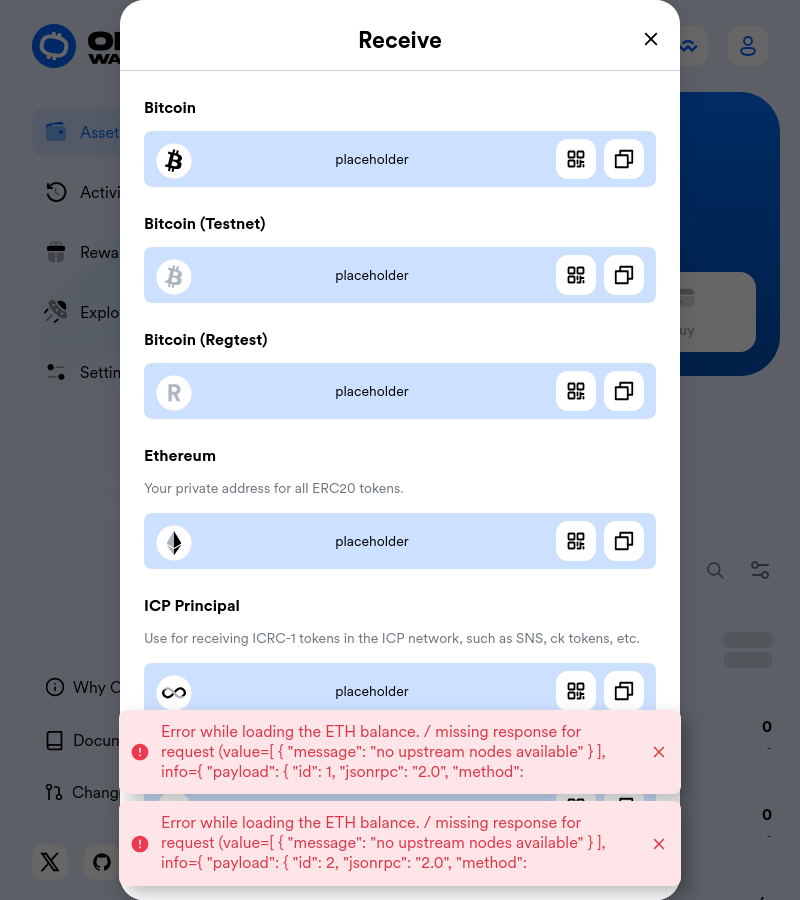 Receive
Bitcoin
placeholder
Bitcoin (Testnet)
placeholder
Bitcoin (Regtest)
R
placeholder
Ethereum
Your private address for all ERC20 tokens.
placeholder
ICP Principal
Use for receiving ICRC-1 tokens in the ICP network, such as SNS, ck tokens, etc.
placeholder
Error while loading the ETH balance. / missing response for
request (value=[ { "message": "no upstream nodes available" } ],
info={ "payload": { "id": 1, "jsonrpc": "2.0", "method":
Error while loading the ETH balance. / missing response for
request (value=[ { "message": "no upstream nodes available" } ],
info={ "payload": { "id": 2, "jsonrpc": "2.0", "method":
Asset
Activi
Rewa
Explo
Settin
Why O
Docum
Chang
uy
0
-
0
-